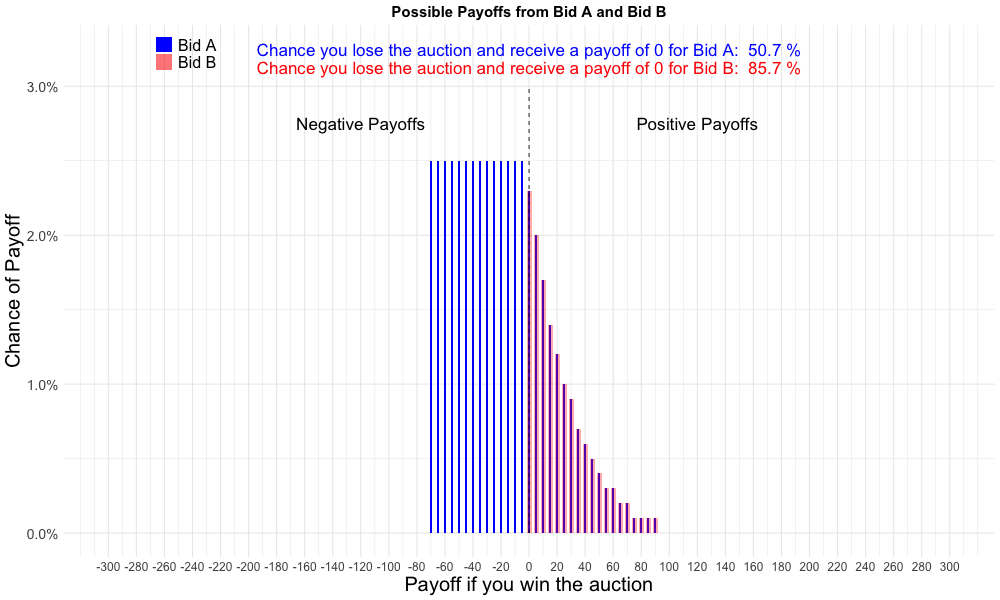 Possible Payoffs from Bid A and Bid B
Bid A
Bid B
Chance you lose the auction and receive a payoff of 0 for Bid A:  50.7 %
Chance you lose the auction and receive a payoff of 0 for Bid B:  85.7 %
3.0%
Negative Payoffs
Positive Payoffs
2.0%
Chance of Payoff
1.0%
0.0%
-300 -280 -260 -240 -220 -200 -180 -160 -140 -120 -100 -80 -60 -40 -20 0 20 40 60 80 100 120 140 160 180 200 220 240 260 280 300
Payoff if you win the auction